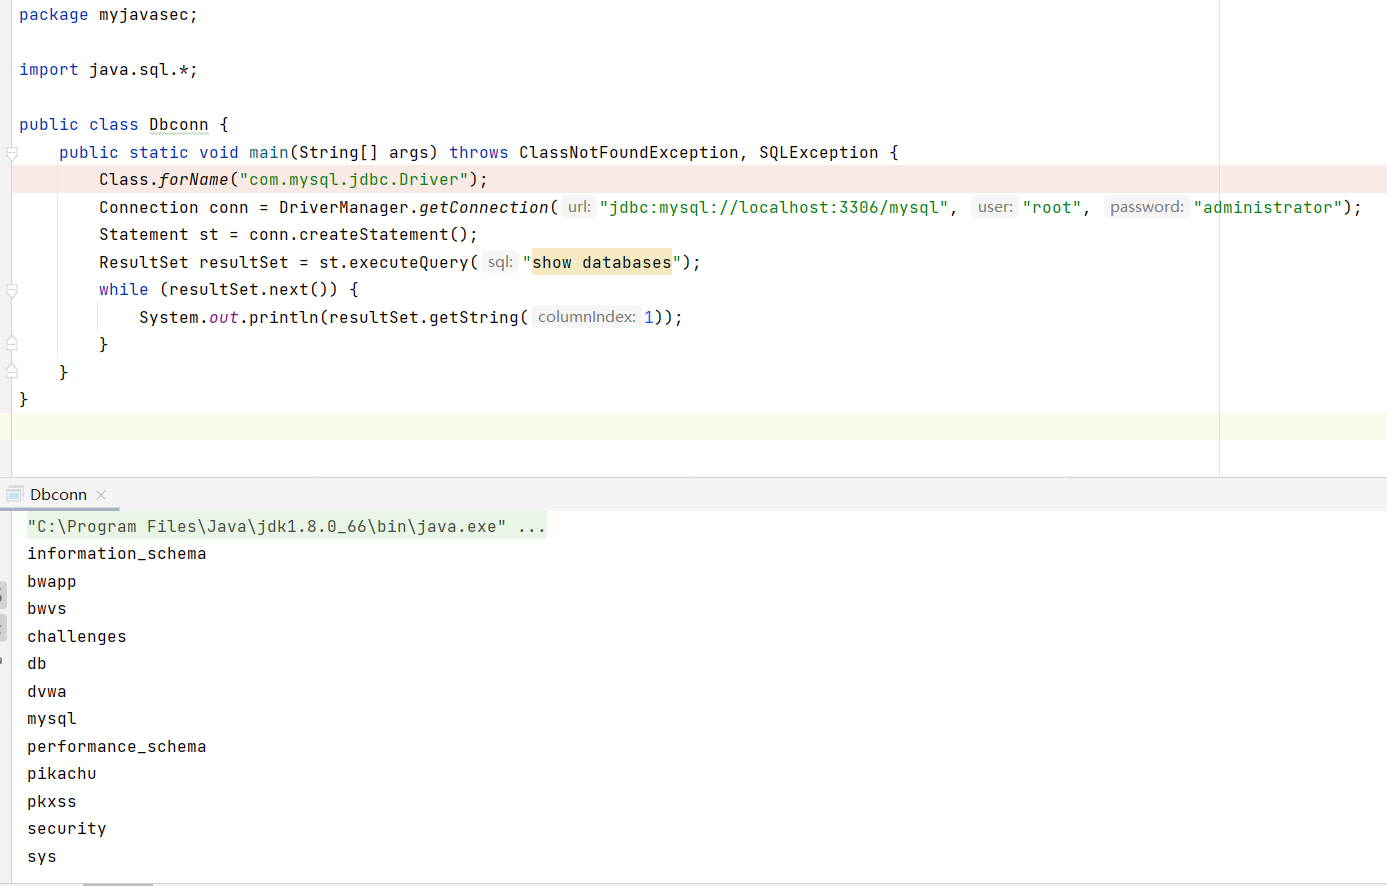 package myjavasec;
import java.sql.*;
public class Dbconn {
public static void main(String[] args) throws ClassNotFoundException, SQLException {
Class.forName("com.mysql.jdbc.Driver");
Connection conn = DriverManager.getConnection( url: "jdbc:mysql://localhost:3306/mysql", user: "root", password: "administrator");
Statement st = conn.createStatement();
ResultSet resultSet = st.executeQuery( sql: "show databases");
while (resultSet.next()) {
System.out.println(resultSet.getString( columnIndex: 1));
}
}
}
Dbconn ×
"C:\Program Files\Java\jdk1.8.0_66\bin\java.exe" ...
information_schema
bwapp
bwvs
challenges
db
dvwa
mysql
performance_schema
pikachu
pkxss
security
sys